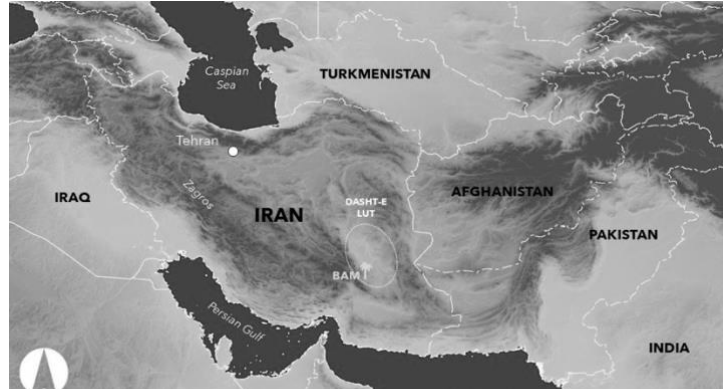 Caspian
Sea
TURKMENISTAN
Tehran
IRAQ
Zagros
IRAN
DASHT-E
LUT
AFGHANISTAN
PAKISTAN
BAM
Persian Gulf
INDIA